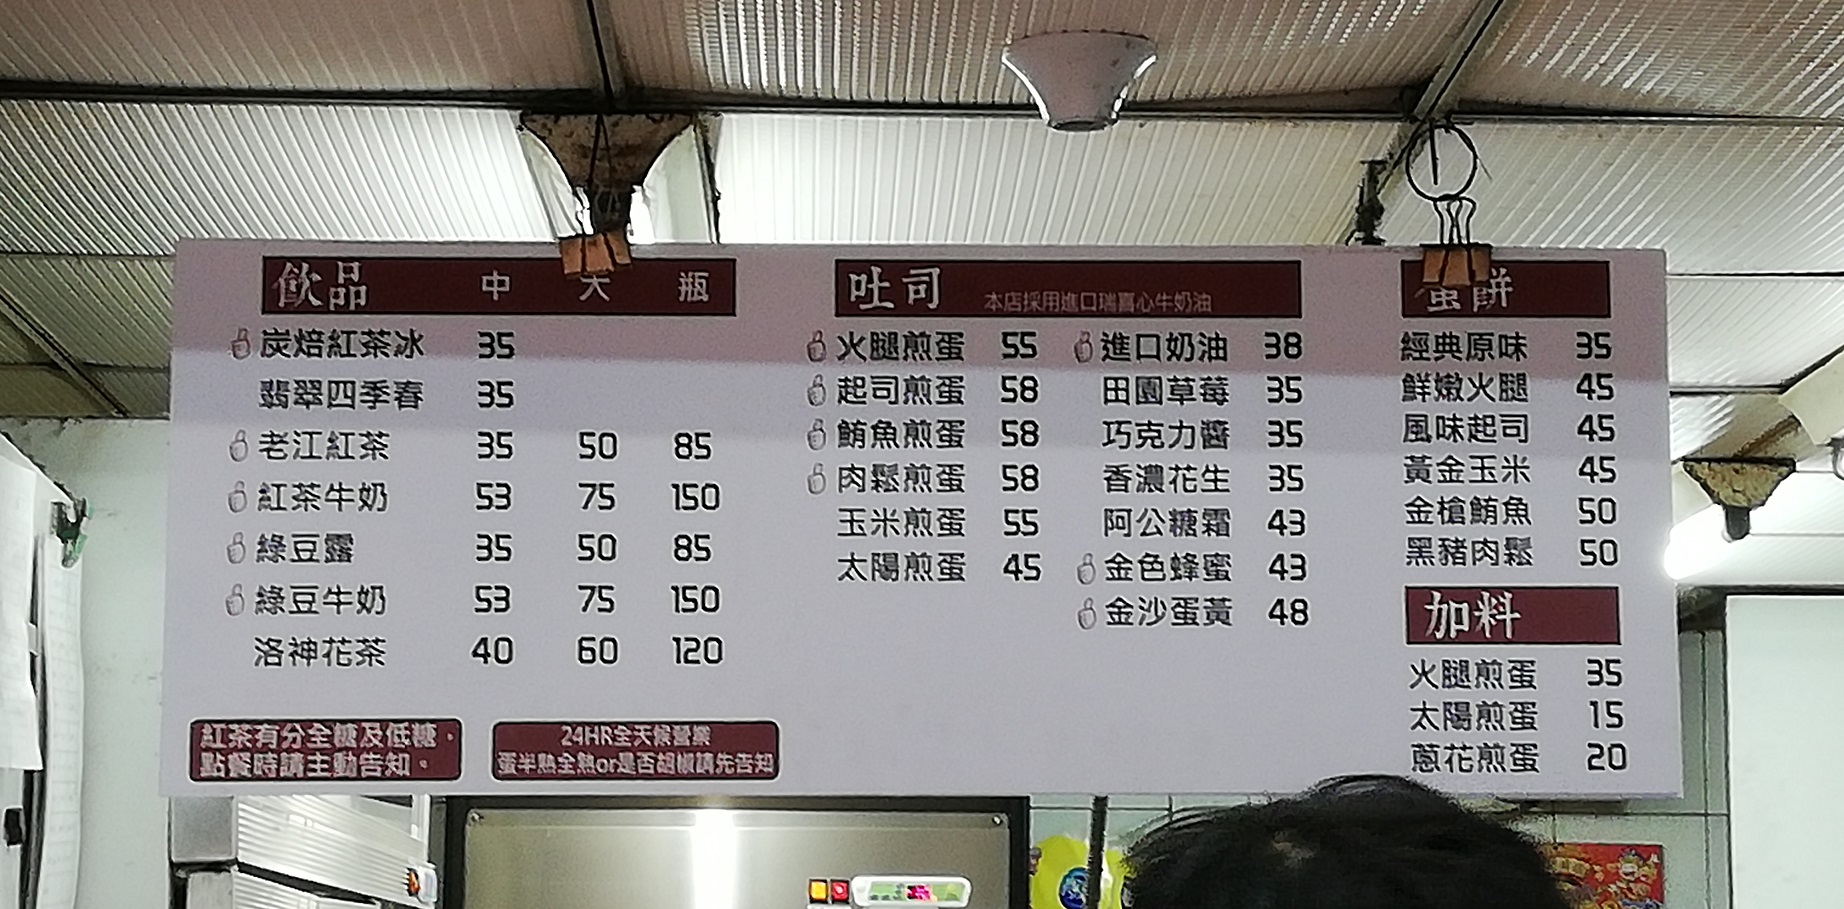 飲品 中 大 瓶
炭焙紅茶冰 35
翡翠四季春 35
老江紅茶 35 50 85
紅茶牛奶 53 75 150
綠豆露 35 50 85
綠豆牛奶 53 75 150
洛神花茶 40 60 120
紅茶有分全糖及低糖，
點餐時請主動告知。
24HR全天候營業
蛋半熟全熟or是否胡椒請先告知
吐司 本店採用進口瑞喜心牛奶油
火腿煎蛋 55
起司煎蛋 58
鮪魚煎蛋 58
肉鬆煎蛋 58
玉米煎蛋 55
太陽煎蛋 45
進口奶油 38
田園草莓 35
巧克力醬 35
香濃花生 35
阿公糖霜 43
金色蜂蜜 43
金沙蛋黃 48
蛋餅
經典原味 35
鮮嫩火腿 45
風味起司 45
黃金玉米 45
金槍鮪魚 50
黑豬肉鬆 50
加料
火腿煎蛋 35
太陽煎蛋 15
蔥花煎蛋 20